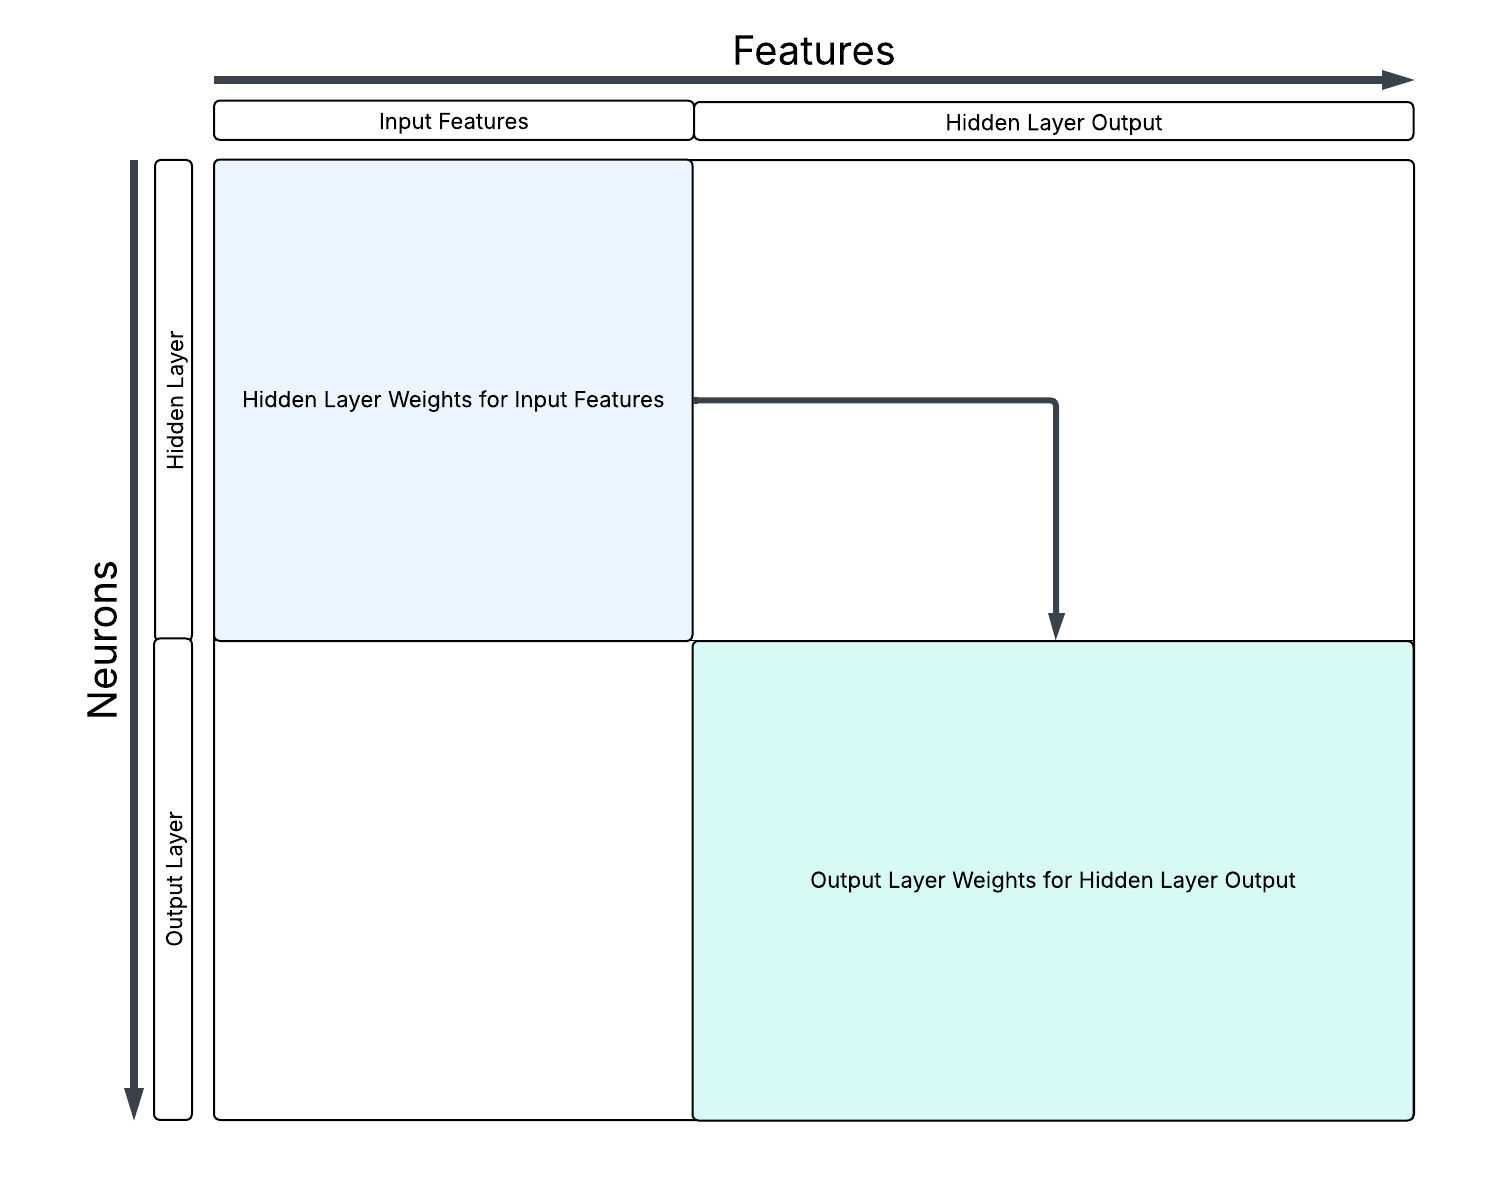 Features
Input Features
Hidden Layer Output
Neurons
Hidden Layer
Hidden Layer Weights for Input Features
Output Layer
Output Layer Weights for Hidden Layer Output